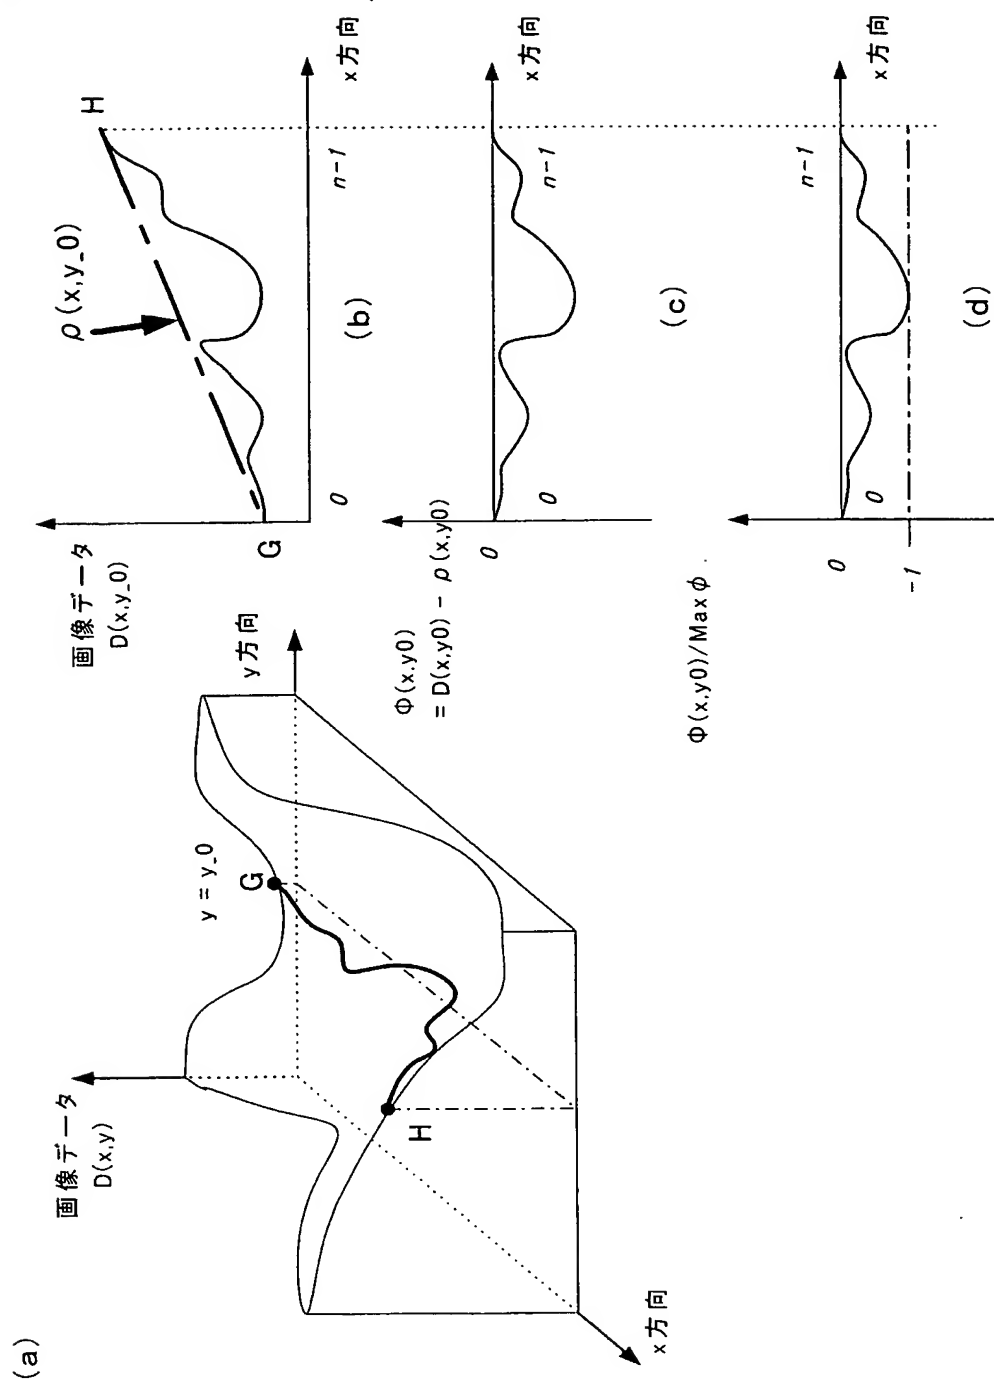 (a)
画像データ
D(x,y)
y = y_0
G
H
y方向
x方向
画像データ
D(x,y_0)
ρ(x,y_0)
H
G
0
n-1
x方向
(b)
Φ(x,y0)
= D(x,y0) - ρ(x,y0)
0
0
n-1
x方向
(c)
Φ(x,y0)/Maxφ
0
-1
0
n-1
x方向
(d)